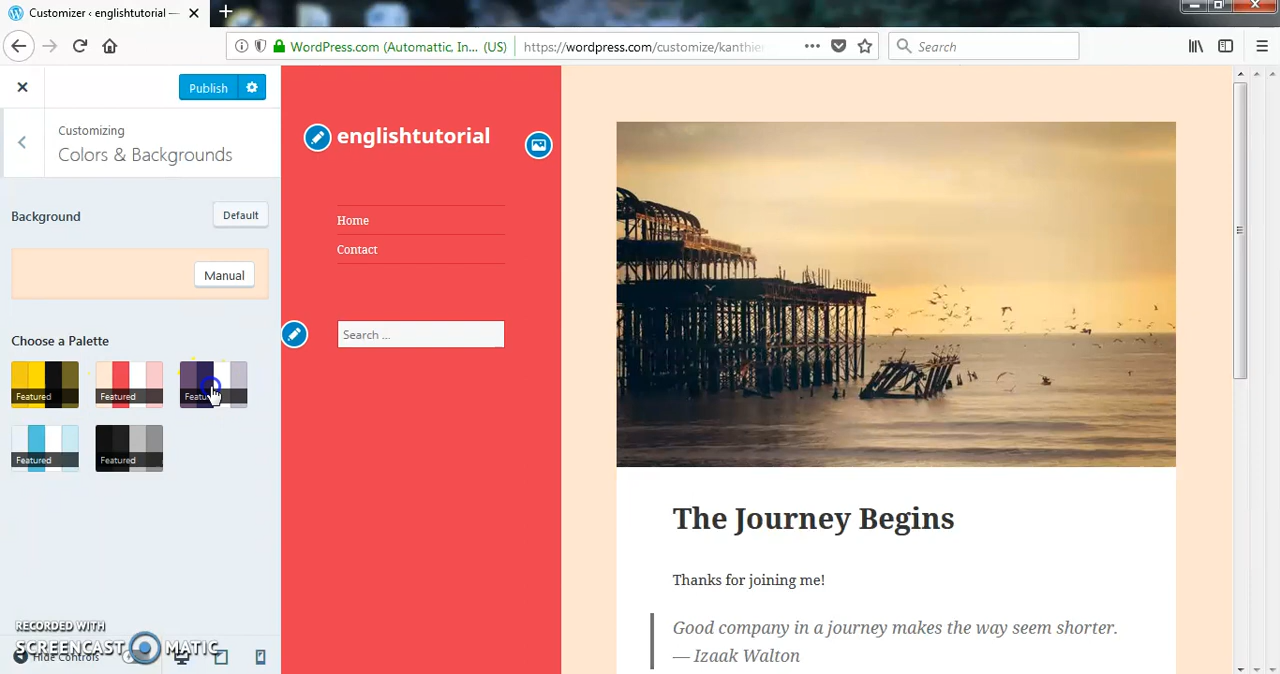 Customizer ‹ englishtutorial —
WordPress.com (Automattic, In... (US)
https://wordpress.com/customize/kanthie
Search
Publish
Customizing
Colors & Backgrounds
Background
Default
Manual
Choose a Palette
Featured
Featured
Featured
Featured
RECORDED WITH
SCREENCAST MATIC
Hide Controls
englishtutorial
Home
Contact
Search ...
The Journey Begins
Thanks for joining me!
Good company in a journey makes the way seem shorter.
— Izaak Walton